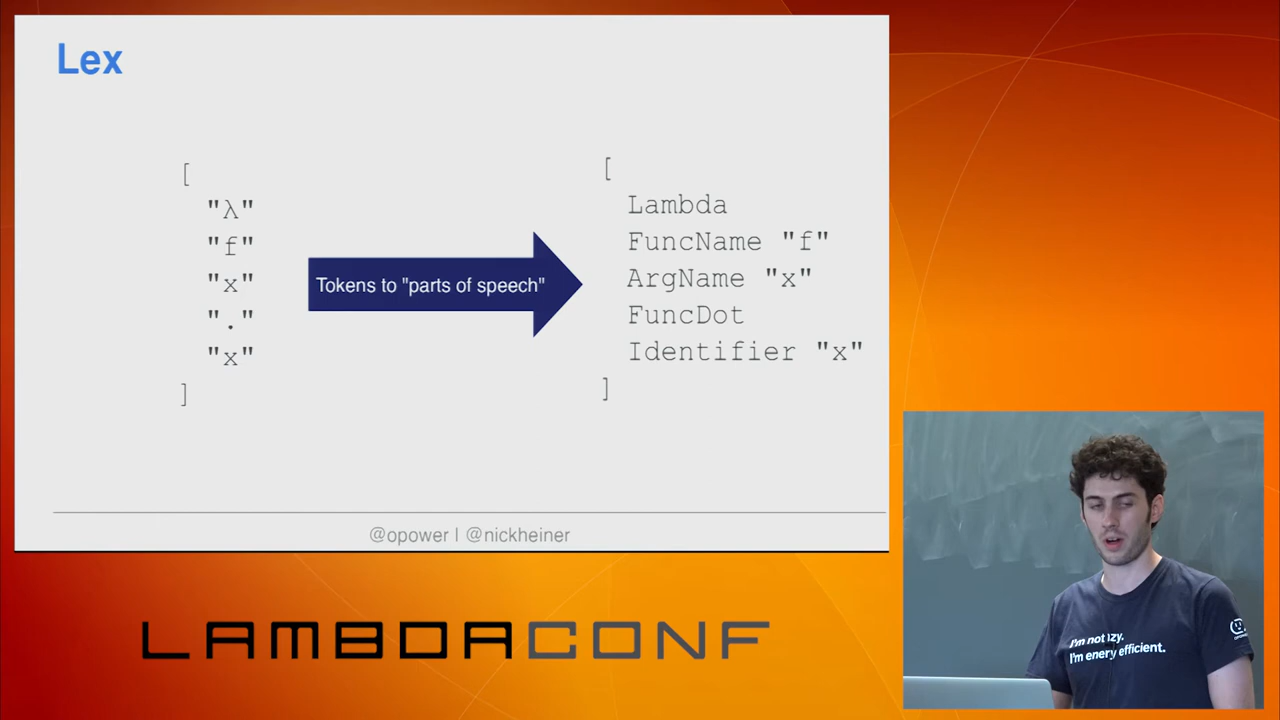 Lex
[
"λ"
"f"
"x"
"."
"x"
]
Tokens to "parts of speech"
[
Lambda
FuncName "f"
ArgName "x"
FuncDot
Identifier "x"
]
@opower | @nickheiner
LAMBDACONF
I'm not lazy.
I'm energy efficient.